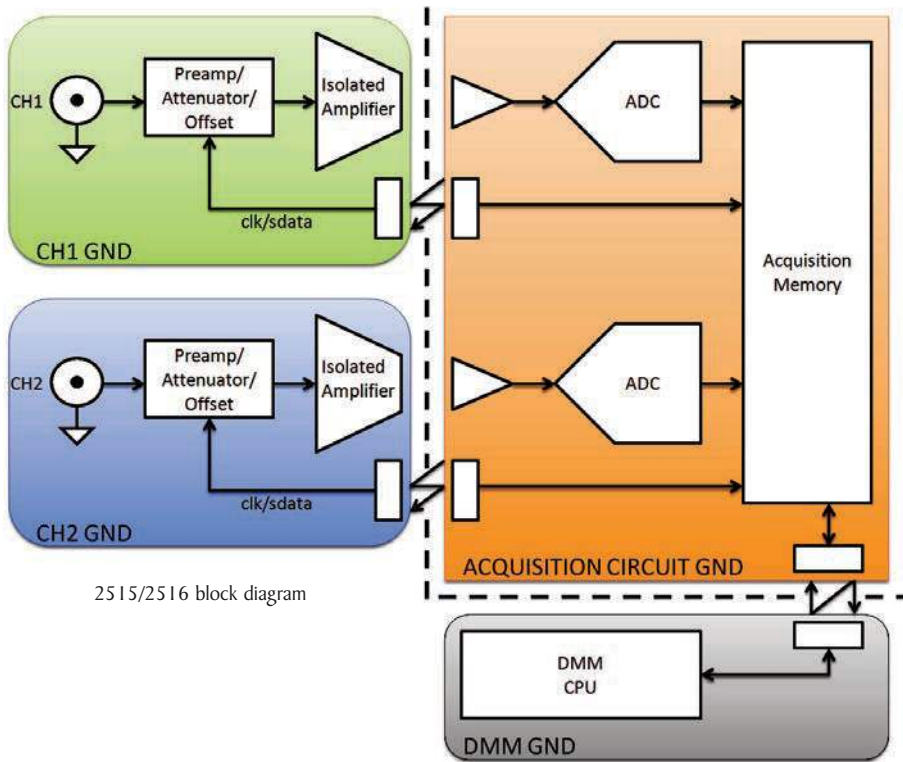 CH1
Preamp/
Attenuator/
Offset
Isolated
Amplifier
clk/sdata
CH1 GND
CH2
Preamp/
Attenuator/
Offset
Isolated
Amplifier
clk/sdata
CH2 GND
2515/2516 block diagram
ADC
ADC
Acquisition
Memory
ACQUISITION CIRCUIT GND
DMM
CPU
DMM GND